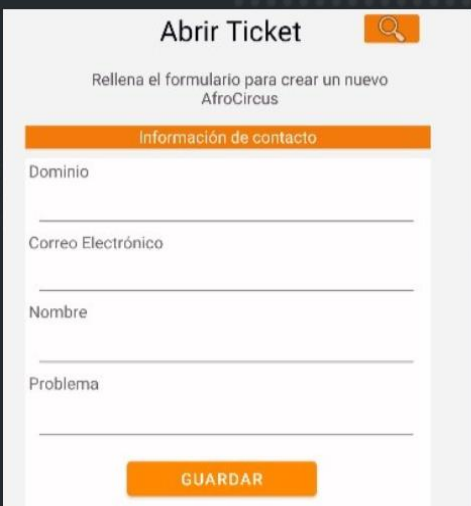 Abrir Ticket
Rellena el formulario para crear un nuevo
AfroCircus
Información de contacto
Dominio
Correo Electrónico
Nombre
Problema
GUARDAR